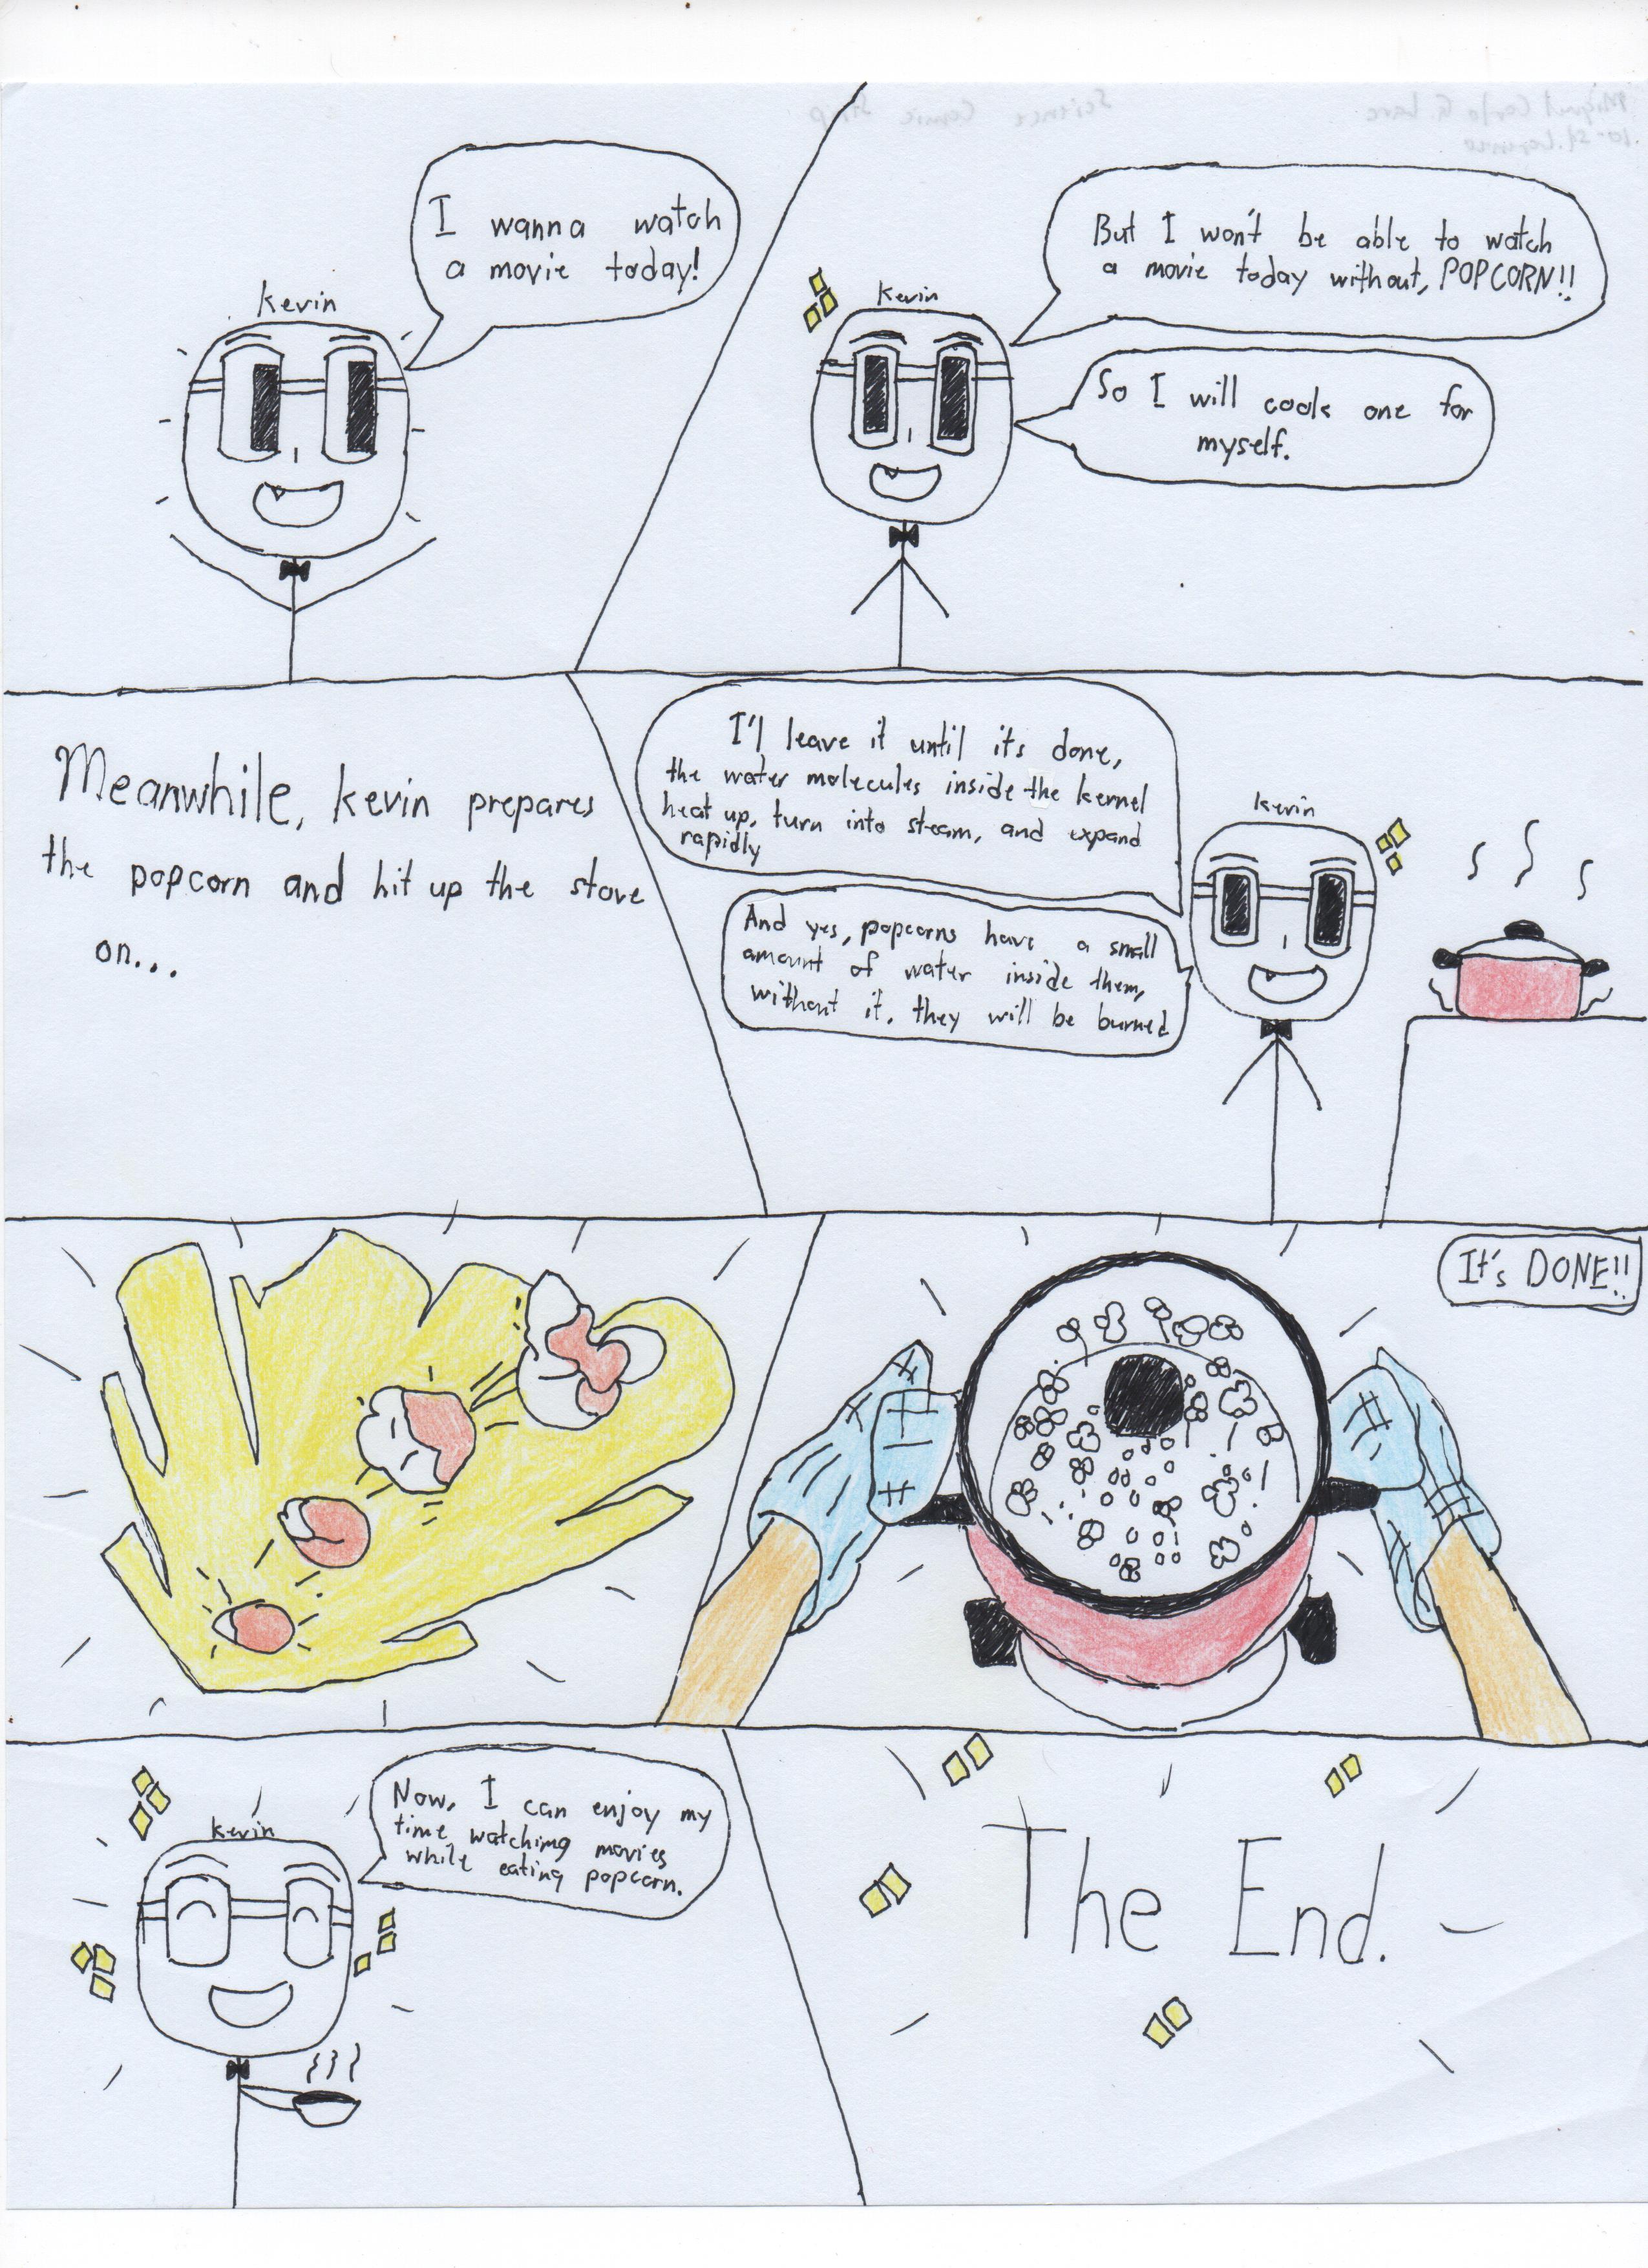 Science Comic Strip
kevin
I wanna watch
a movie today!
kevin
But I won't be able to watch
a movie today without, POPCORN!!
So I will cook one for
myself.
Meanwhile, kevin prepares
the popcorn and hit up the stove
on...
I'l leave it until its done,
the water molecules inside the kernel
heat up, turn into steam, and expand
rapidly
And yes, popcorns have a small
amount of water inside them,
without it, they will be burned
kevin
It's DONE!!
kevin
Now, I can enjoy my
time watching movies
while eating popcorn.
The End.